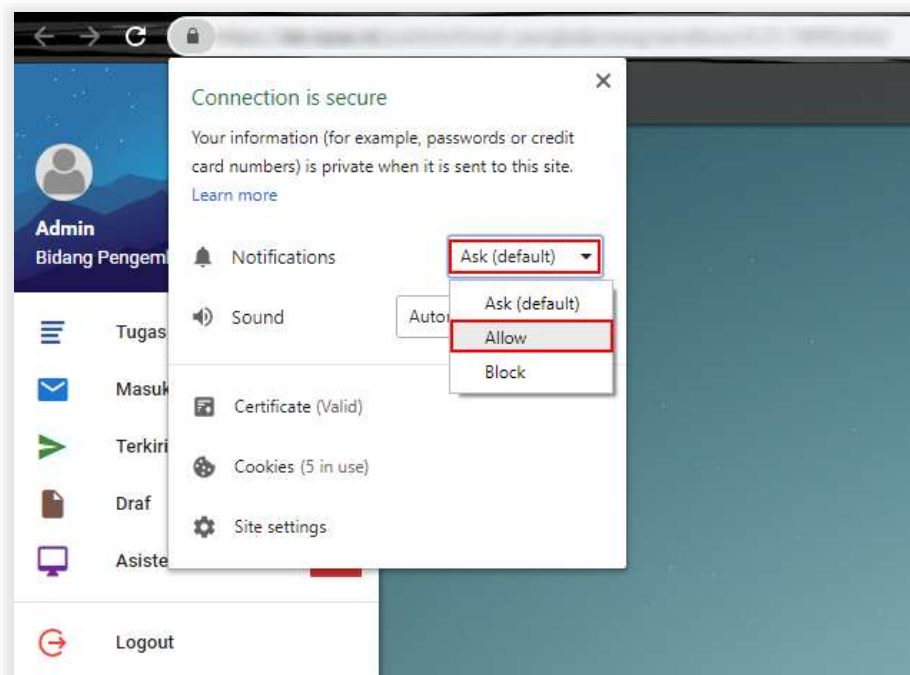 Connection is secure
Your information (for example, passwords or credit
card numbers) is private when it is sent to this site.
Learn more
Admin
Bidang
Notifications
Ask (default)
Ask (default)
Sound
Allow
Tugas
Block
Certificate (Valid)
Cookies (5 in use)
Draf
Site settings
Logout